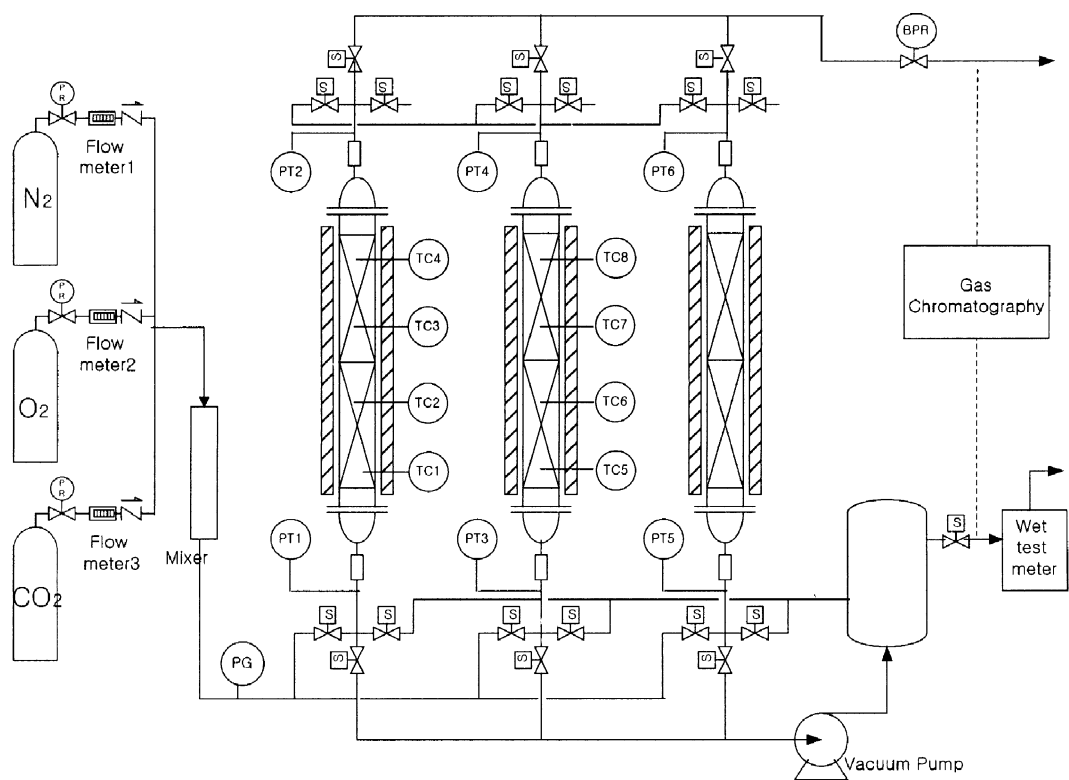 BPR
S
S
S
S
S
S
S
S
S
P
R
Flow
meter1
N2
PT2
PT4
PT6
TC4
TC8
Gas
Chromatography
P
R
Flow
meter2
O2
TC3
TC7
TC2
TC6
TC1
TC5
P
R
Flow
meter3
CO2
Mixer
PT1
PT3
PT5
S
Wet
test
meter
S
S
S
S
S
S
S
S
S
PG
Vacuum Pump